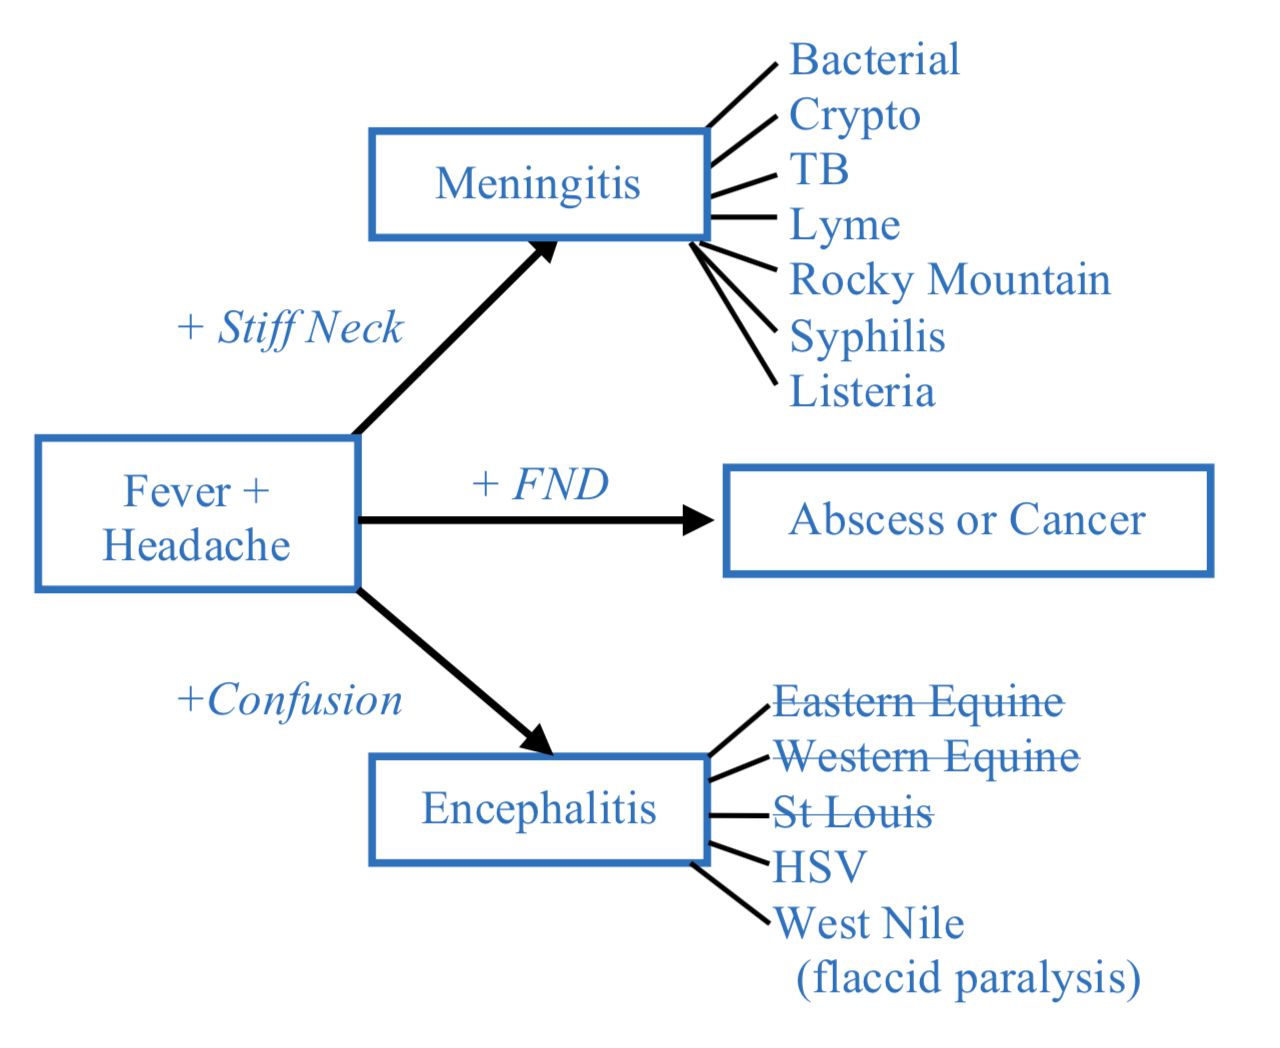 Bacterial
Crypto
Meningitis
TB
Lyme
Rocky Mountain
+ Stiff Neck
Syphilis
Listeria
Fever +
Headache
+ FND
Abscess or Cancer
+Confusion
Eastern Equine
Western Equine
Encephalitis
St Louis
HSV
West Nile
(flaccid paralysis)